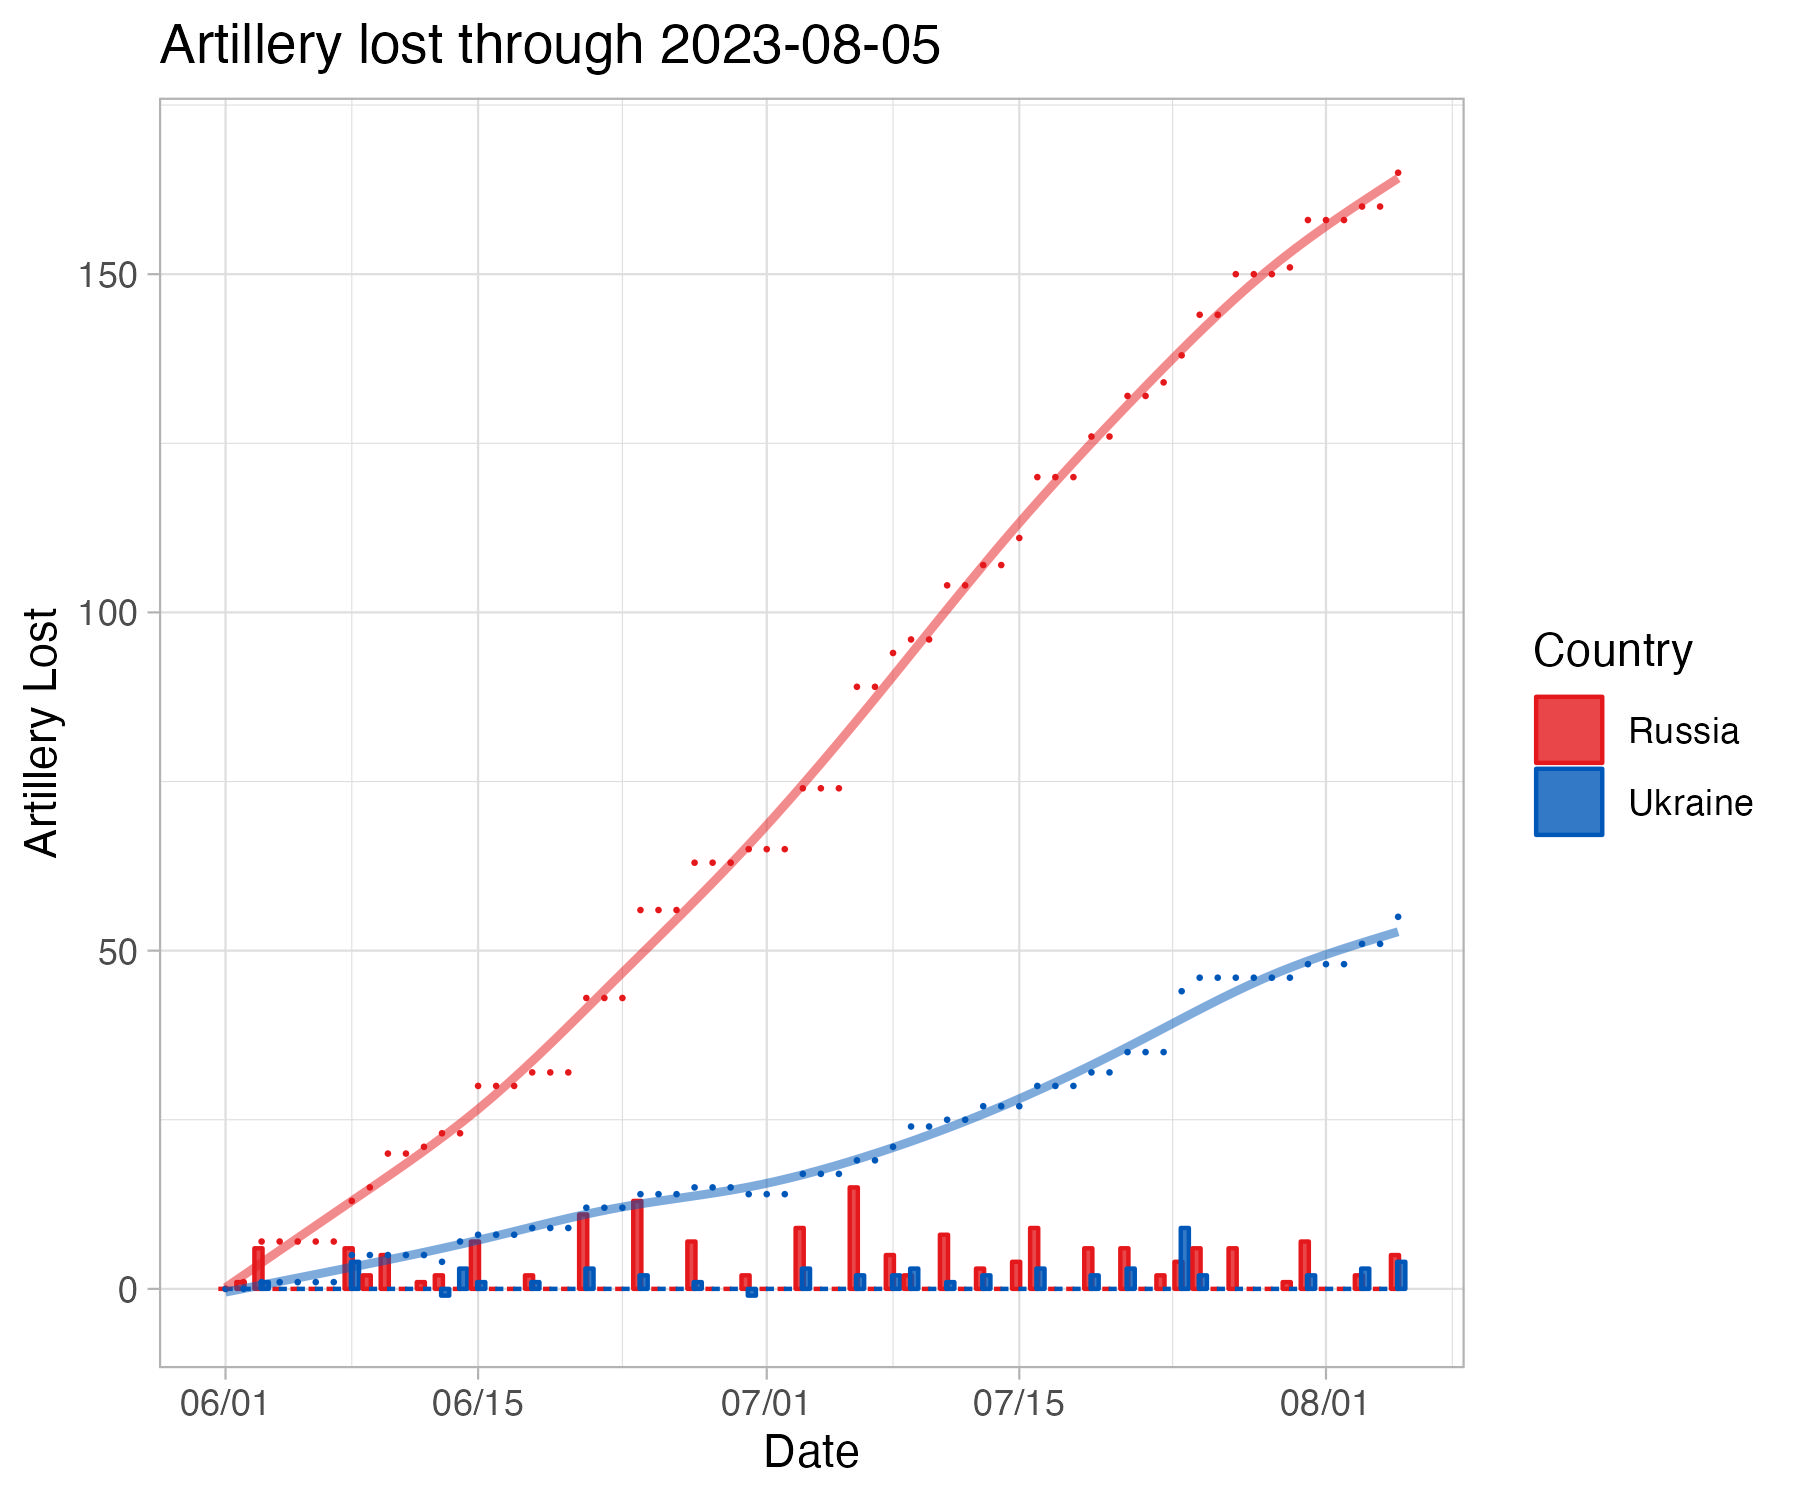 Artillery lost through 2023-08-05
Artillery Lost
150
100
50
0
06/01
06/15
07/01
07/15
08/01
Date
Country
Russia
Ukraine